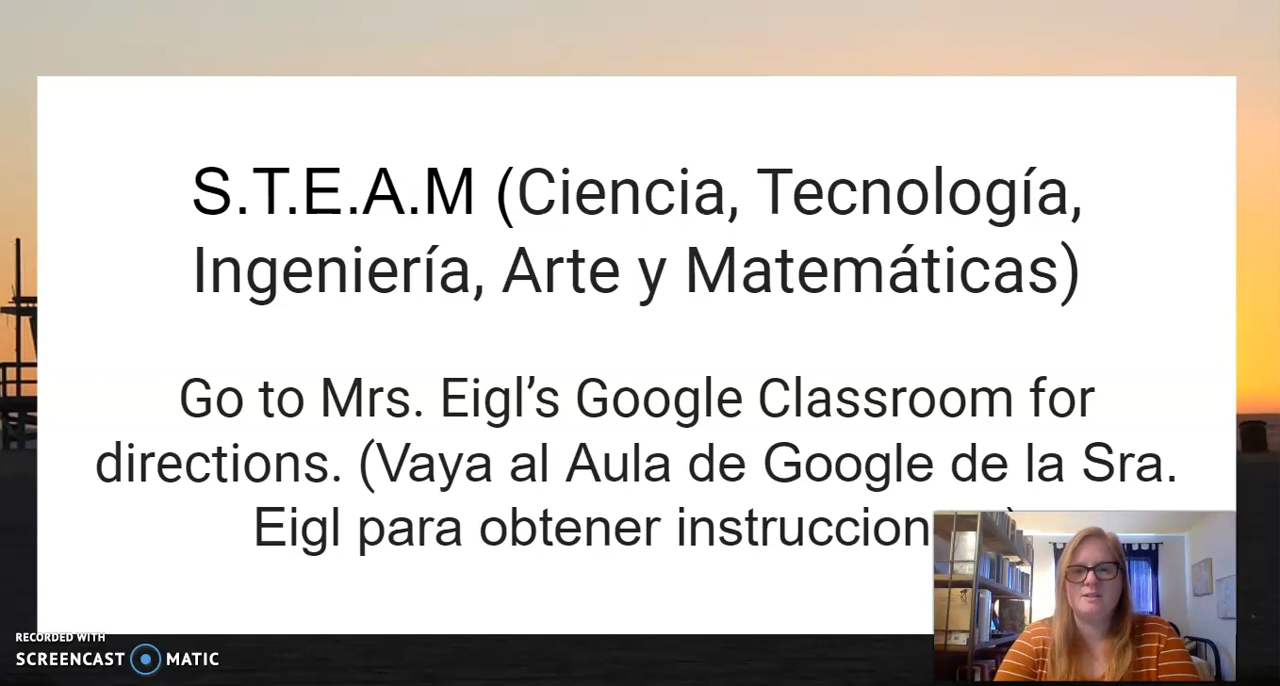 S.T.E.A.M (Ciencia, Tecnología,
Ingeniería, Arte y Matemáticas)
Go to Mrs. Eigl’s Google Classroom for
directions. (Vaya al Aula de Google de la Sra.
Eigl para obtener
RECORDED WITH
SCREENCAST MATIC